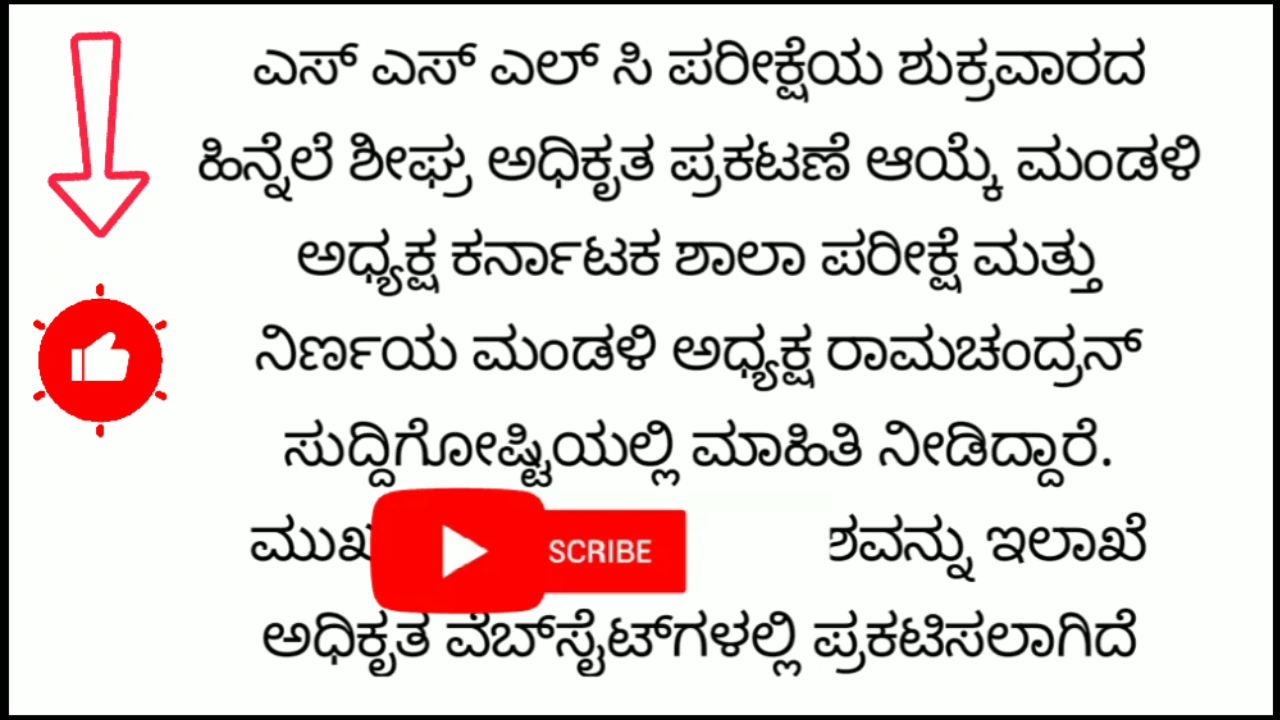 ಎಸ್ ಎಸ್ ಎಲ್ ಸಿ ಪರೀಕ್ಷೆಯ ಶುಕ್ರವಾರದ
ಹಿನ್ನೆಲೆ ಶೀಘ್ರ ಅಧಿಕೃತ ಪ್ರಕಟಣೆ ಆಯ್ಕೆ ಮಂಡಳಿ
ಅಧ್ಯಕ್ಷ ಕರ್ನಾಟಕ ಶಾಲಾ ಪರೀಕ್ಷೆ ಮತ್ತು
ನಿರ್ಣಯ ಮಂಡಳಿ ಅಧ್ಯಕ್ಷ ರಾಮಚಂದ್ರನ್
ಸುದ್ದಿಗೋಷ್ಟಿಯಲ್ಲಿ ಮಾಹಿತಿ ನೀಡಿದ್ದಾರೆ.
SCRIBE ಇಲಾಖೆ
ಅಧಿಕೃತ ವೆಬ್‌ಸೈಟ್‌ಗಳಲ್ಲಿ ಪ್ರಕಟಿಸಲಾಗಿದೆ